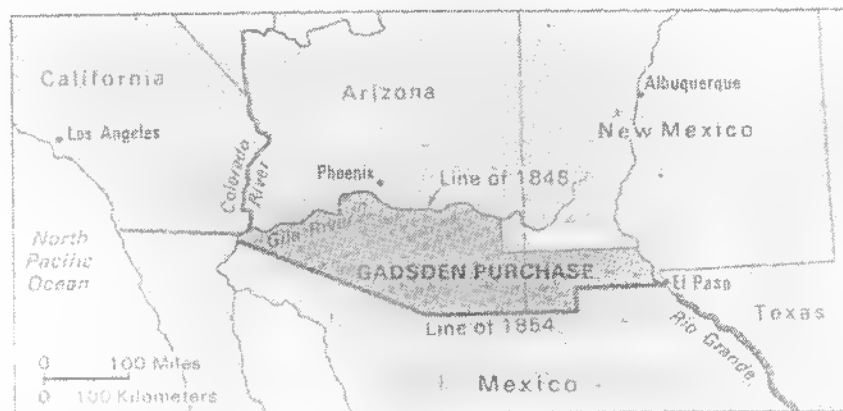 California
Arizona
Albuquerque
New Mexico
Los Angeles
Colorado
River
Phoenix
Line of 1848
North
Pacific
Ocean
Gila River
GADSDEN PURCHASE
El Paso
Texas
Line of 1854
Rio Grande
0 100 Miles
0 100 Kilometers
Mexico